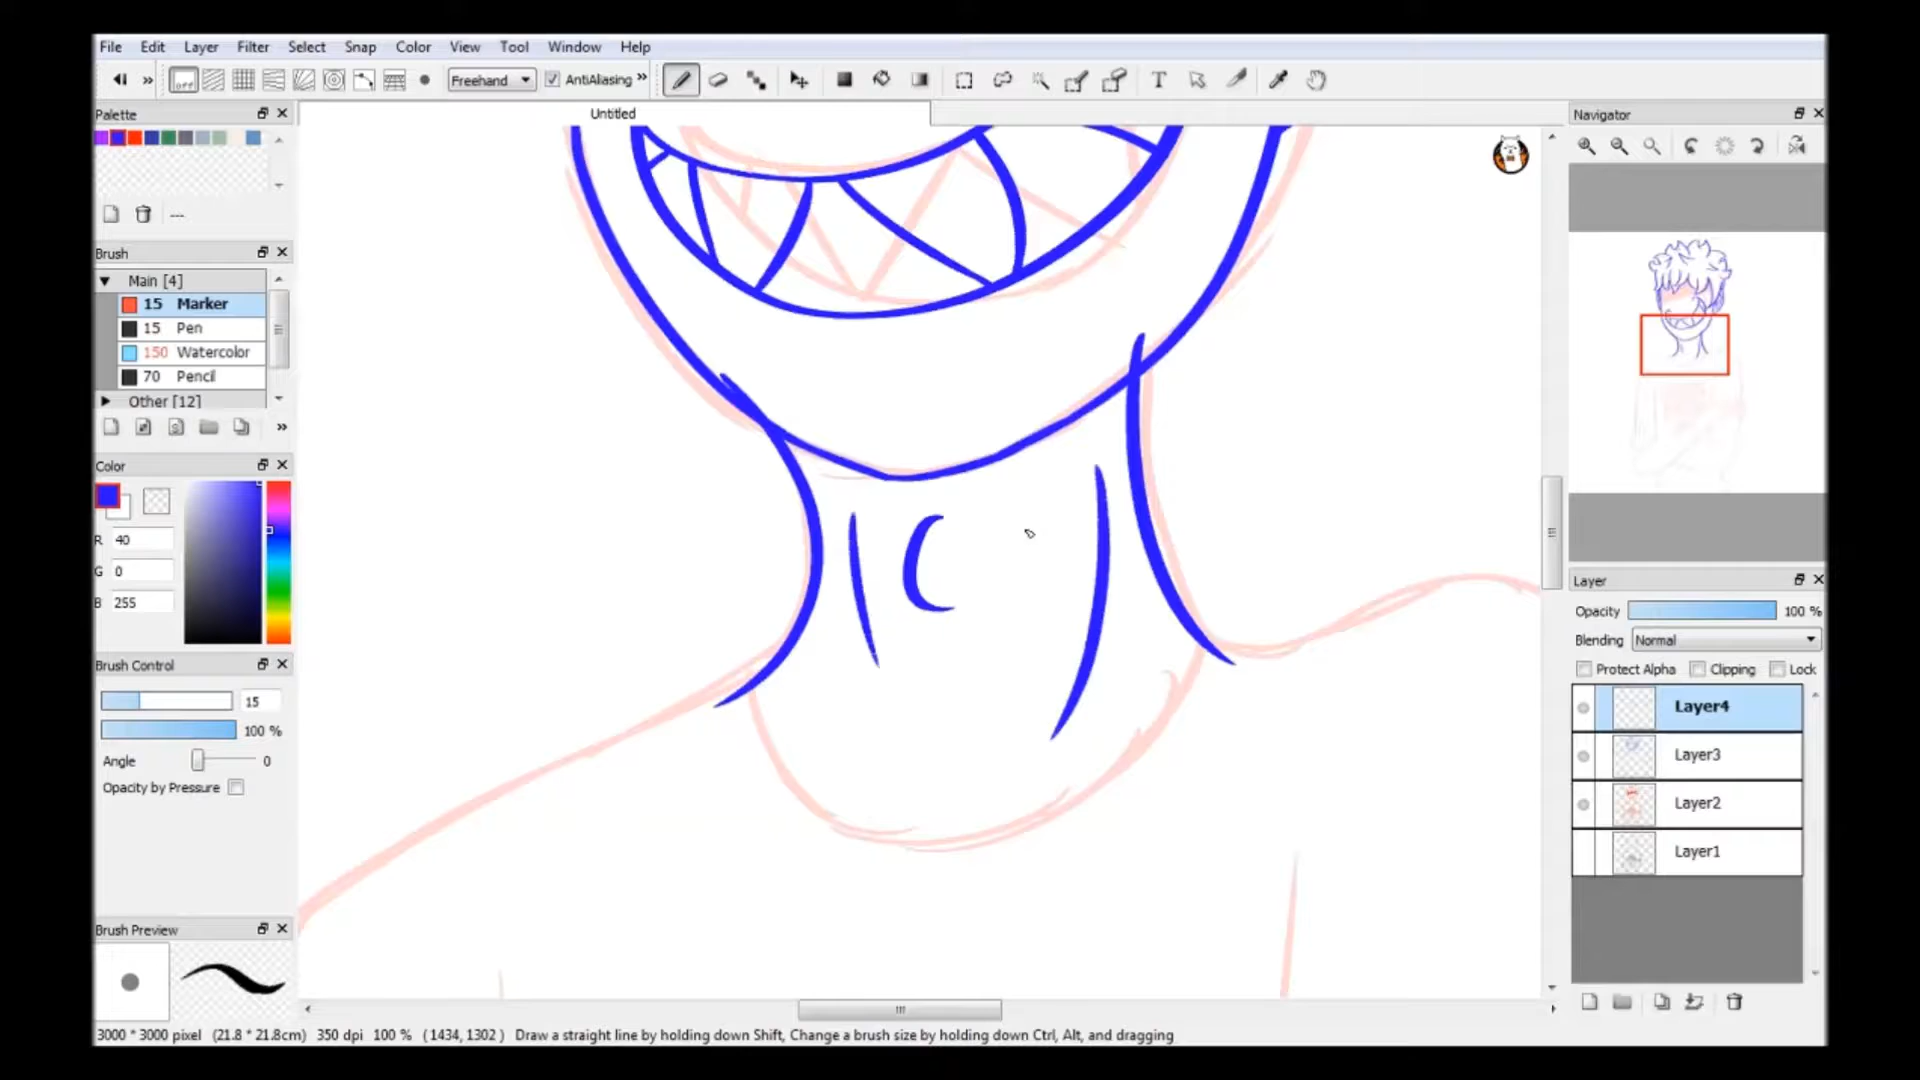 File Edit Layer Filter Select Snap Color View Tool Window Help
off Freehand AntiAliasing T
Palette
Untitled
Navigator
---
Brush
Main [4]
15 Marker
15 Pen
150 Watercolor
70 Pencil
Other [12]
Color
R 40
G 0
B 255
Brush Control
15
100 %
Angle 0
Opacity by Pressure
Brush Preview
Layer
Opacity 100 %
Blending Normal
Protect Alpha Clipping Lock
Layer4
Layer3
Layer2
Layer1
3000 * 3000 pixel (21.8 * 21.8cm) 350 dpi 100 % (1434, 1302 ) Draw a straight line by holding down Shift, Change a brush size by holding down Ctrl, Alt, and dragging